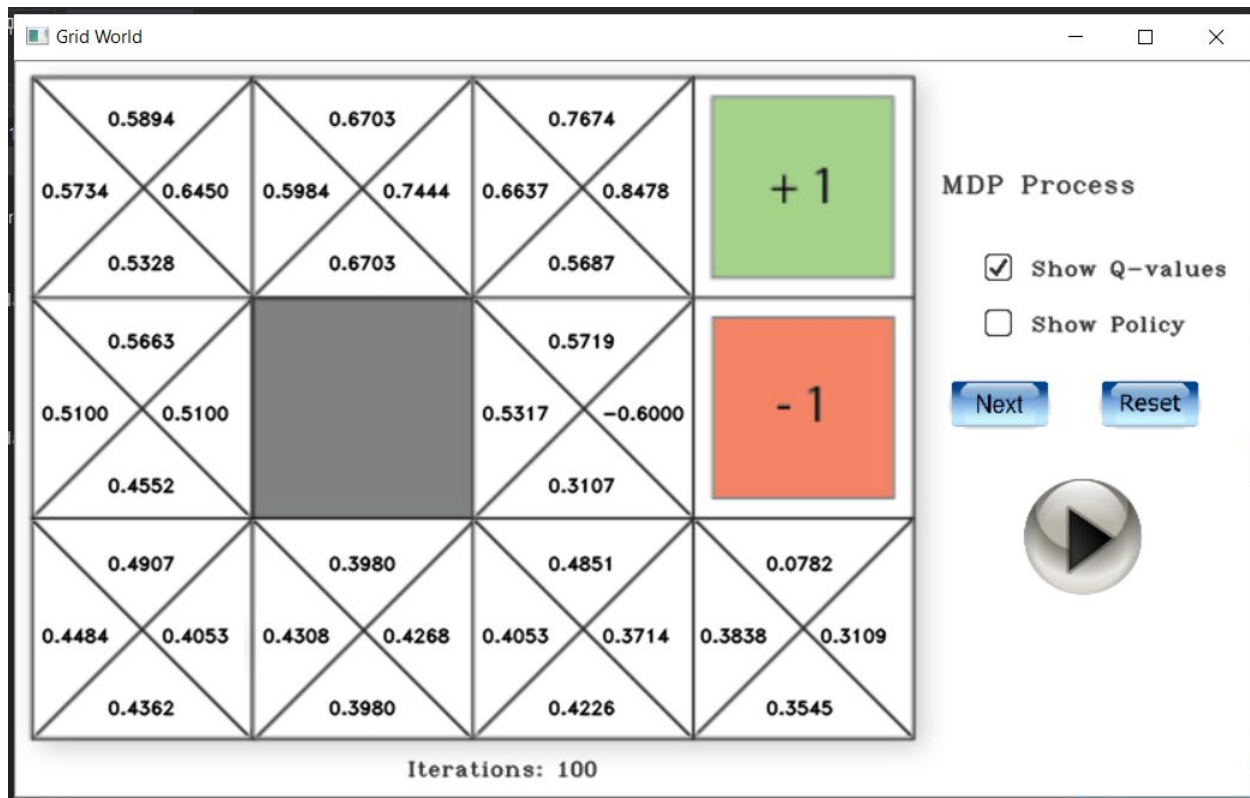 Grid World
0.5894 0.6703 0.7674
0.5734 0.6450 0.5984 0.7444 0.6637 0.8478 + 1
0.5328 0.6703 0.5687
MDP Process
Show Q-values
Show Policy
0.5663 0.5719
0.5100 0.5100 0.5317 -0.6000 - 1
0.4552 0.3107
Next Reset
0.4907 0.3980 0.4851 0.0782
0.4484 0.4053 0.4308 0.4268 0.4053 0.3714 0.3838 0.3109
0.4362 0.3980 0.4226 0.3545
Iterations: 100